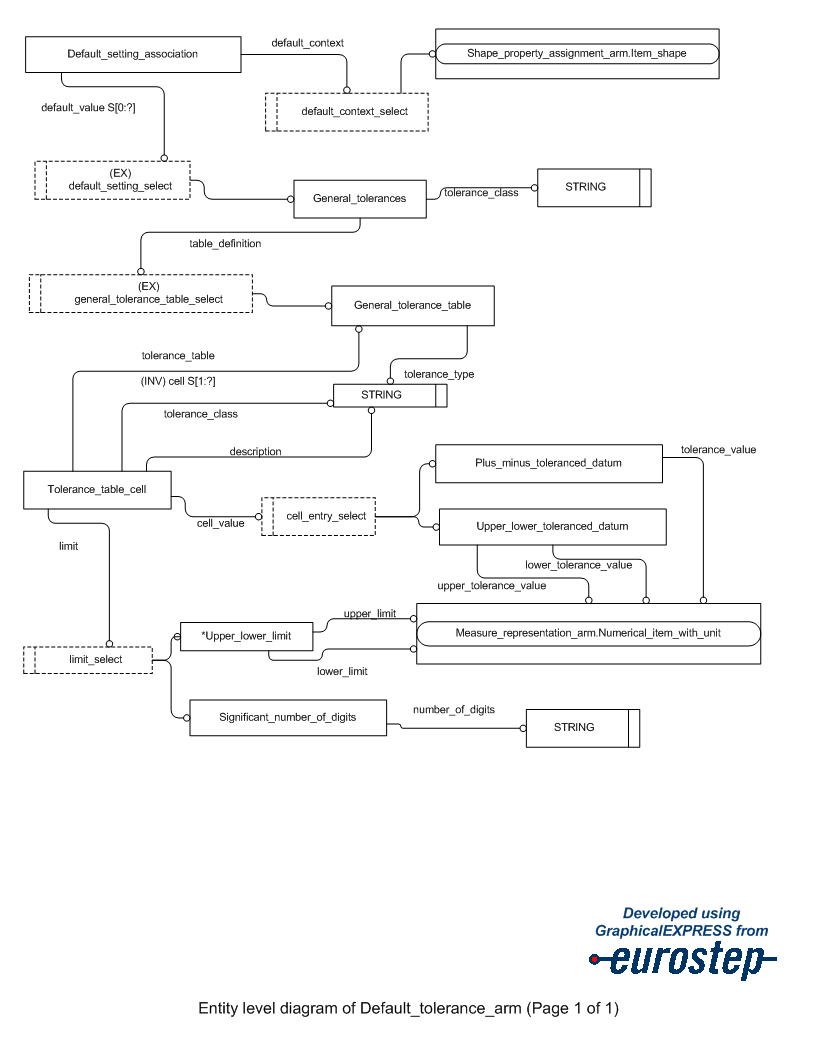 Default_setting_association
default_context
Shape_property_assignment_arm.Item_shape
default_value S[0:?]
default_context_select
(EX)
default_setting_select
General_tolerances
tolerance_class
STRING
table_definition
(EX)
general_tolerance_table_select
General_tolerance_table
tolerance_table
(INV) cell S[1:?]
tolerance_type
STRING
tolerance_class
description
Tolerance_table_cell
cell_value
cell_entry_select
Plus_minus_toleranced_datum
tolerance_value
Upper_lower_toleranced_datum
lower_tolerance_value
upper_tolerance_value
limit
limit_select
*Upper_lower_limit
upper_limit
lower_limit
Measure_representation_arm.Numerical_item_with_unit
Significant_number_of_digits
number_of_digits
STRING
Developed using
GraphicalEXPRESS from
eurostep
Entity level diagram of Default_tolerance_arm (Page 1 of 1)